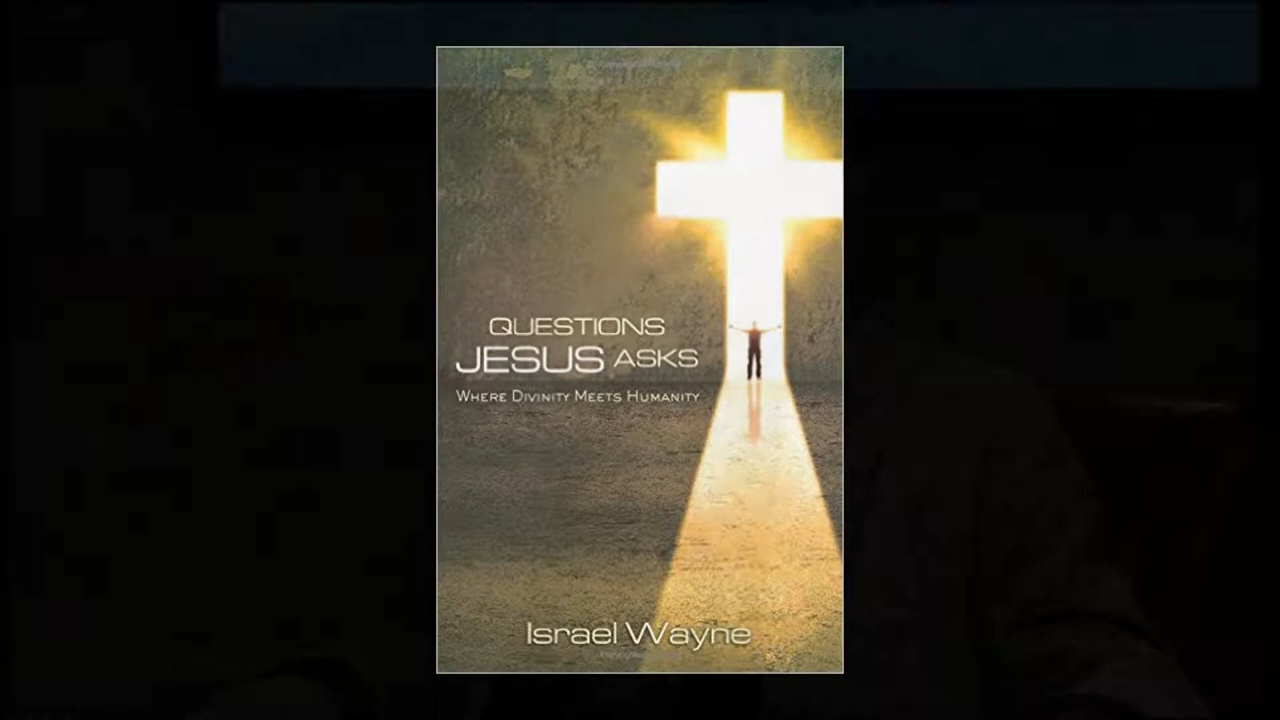 QUESTIONS
JESUS ASKS
WHERE DIVINITY MEETS HUMANITY
Israel Wayne